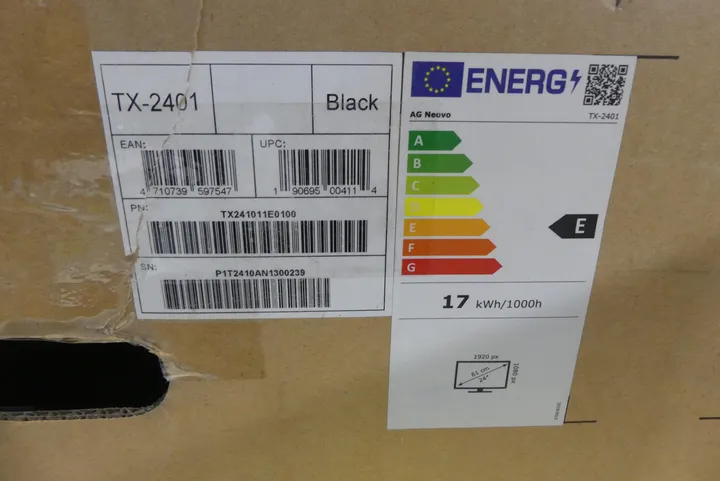 TX-2401
Black
EAN:
4 710739 597547
UPC:
1 90695 00411 4
PN:
TX241011E0100
SN:
P1T2410AN1300239
ENERG
AG Neovo
TX-2401
A
B
C
E
F
G
E
17 kWh/1000h
1920 px
1080 px
61 cm
24"